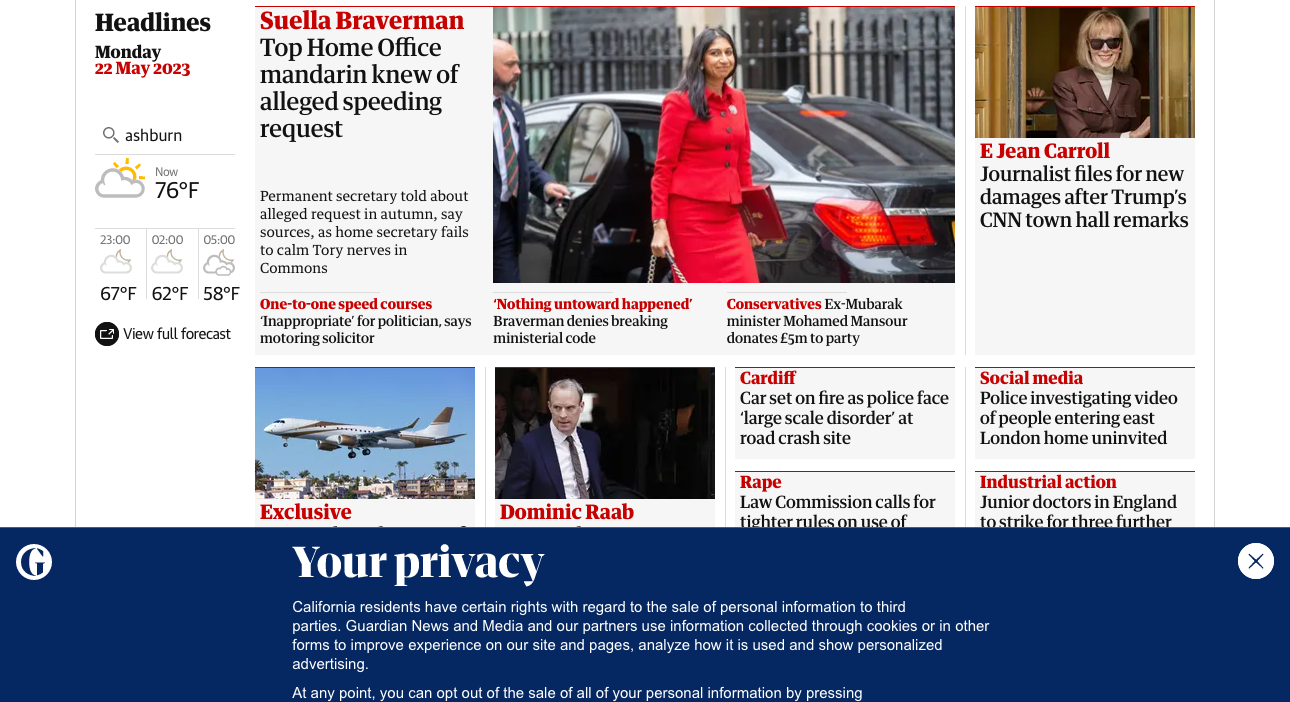 Headlines
Monday
22 May 2023
ashburn
Now
76°F
23:00
02:00
05:00
67°F
62°F
58°F
View full forecast
Suella Braverman
Top Home Office
mandarin knew of
alleged speeding
request
Permanent secretary told about
alleged request in autumn, say
sources, as home secretary fails
to calm Tory nerves in
Commons
One-to-one speed courses
‘Inappropriate’ for politician, says
motoring solicitor
‘Nothing untoward happened’
Braverman denies breaking
ministerial code
Conservatives Ex-Mubarak
minister Mohamed Mansour
donates £5m to party
E Jean Carroll
Journalist files for new
damages after Trump’s
CNN town hall remarks
Exclusive
Dominic Raab
Cardiff
Car set on fire as police face
‘large scale disorder’ at
road crash site
Rape
Law Commission calls for
tighter rules on use of
Social media
Police investigating video
of people entering east
London home uninvited
Industrial action
Junior doctors in England
to strike for three further
G
Your privacy
California residents have certain rights with regard to the sale of personal information to third
parties. Guardian News and Media and our partners use information collected through cookies or in other
forms to improve experience on our site and pages, analyze how it is used and show personalized
advertising.
At any point, you can opt out of the sale of all of your personal information by pressing